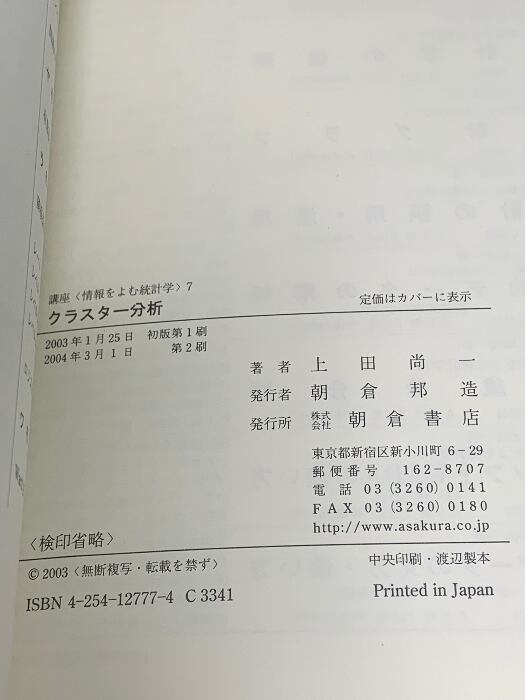 講座〈情報をよむ統計学〉7
クラスター分析
定価はカバーに表示
2003年1月25日 初版第1刷
2004年3月1日 第2刷
著者 上田尚一
発行者 朝倉邦造
発行所 株式会社 朝倉書店
東京都新宿区新小川町 6-29
郵便番号 162-8707
電話 03(3260)0141
FAX 03(3260)0180
http://www.asakura.co.jp
〈検印省略〉
© 2003〈無断複写・転載を禁ず〉
中央印刷・渡辺製本
ISBN 4-254-12777-4 C 3341
Printed in Japan